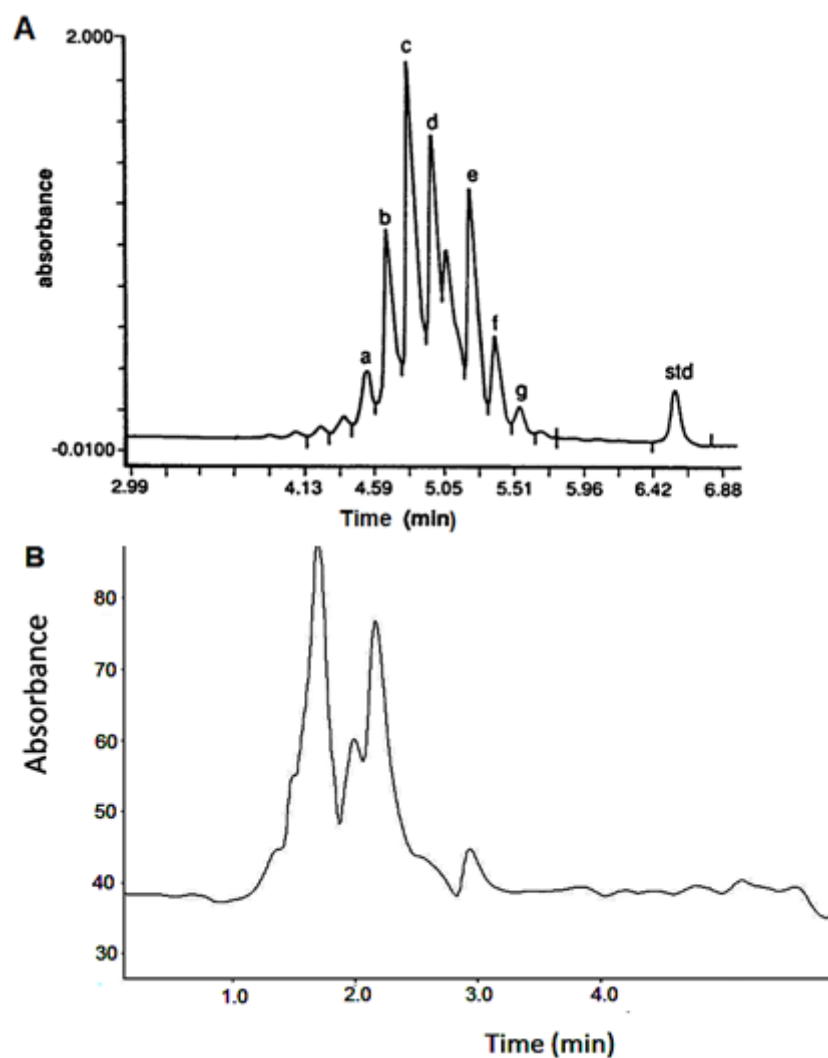 A
2.000
c
d
e
b
absorbance
f
a
std
g
-0.0100
2.99 4.13 4.59 5.05 5.51 5.96 6.42 6.88
Time (min)
B
80
70
Absorbance
60
50
40
30
1.0 2.0 3.0 4.0
Time (min)